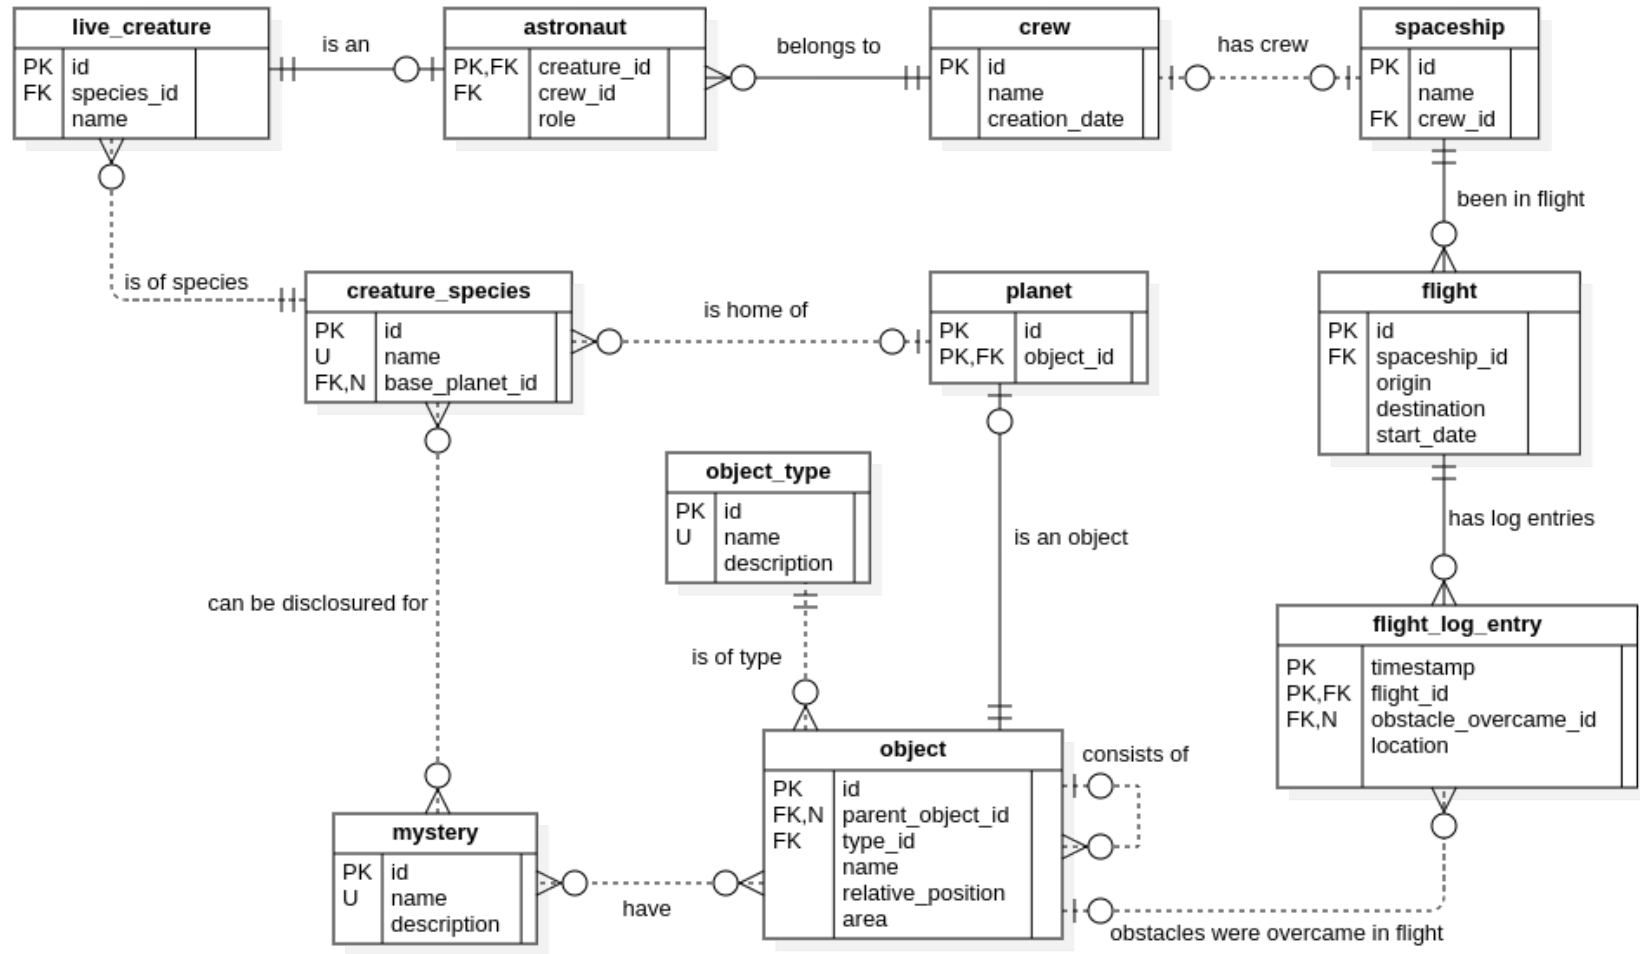 live_creature
PK id
FK species_id
name
is an
astronaut
PK,FK creature_id
FK crew_id
role
belongs to
crew
PK id
name
creation_date
has crew
spaceship
PK id
name
FK crew_id
been in flight
is of species
creature_species
PK id
U name
FK,N base_planet_id
is home of
planet
PK id
PK,FK object_id
flight
PK id
FK spaceship_id
origin
destination
start_date
object_type
PK id
U name
description
is an object
has log entries
can be disclosured for
is of type
flight_log_entry
PK timestamp
PK,FK flight_id
FK,N obstacle_overcame_id
location
object
PK id
FK,N parent_object_id
FK type_id
name
relative_position
area
consists of
mystery
PK id
U name
description
have
obstacles were overcame in flight